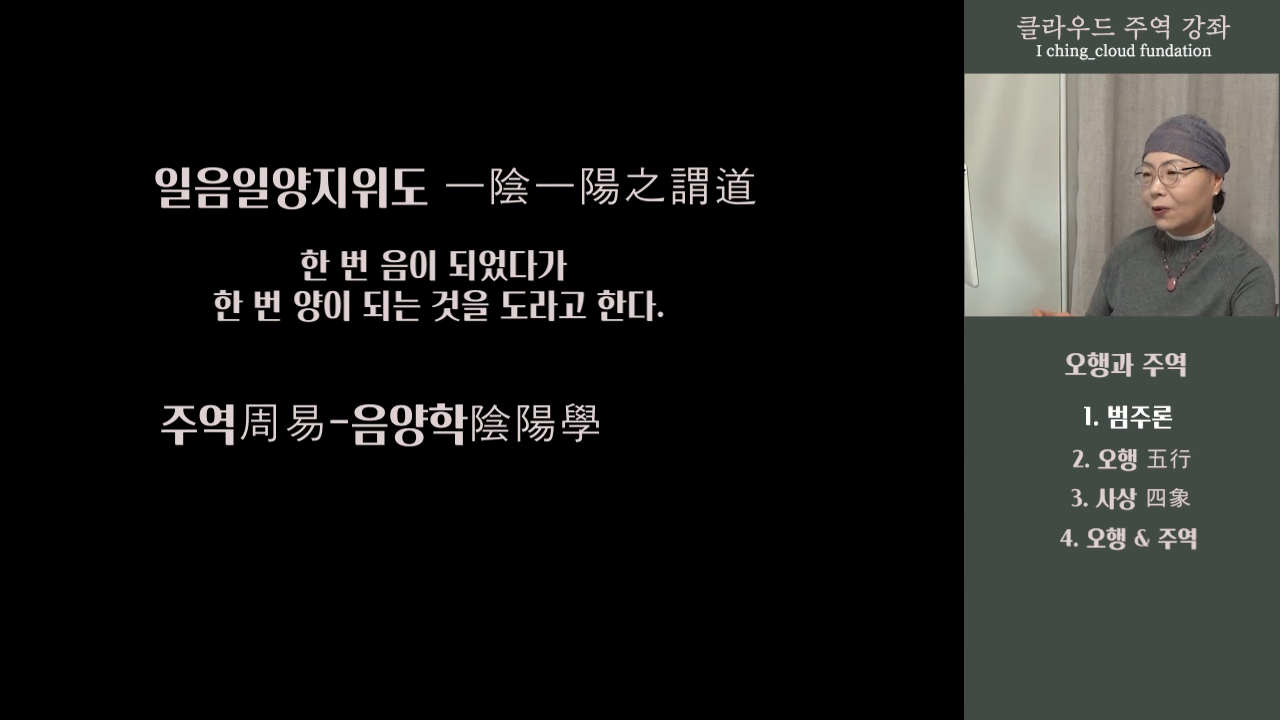 일음일양지위도 一陰一陽之謂道
한 번 음이 되었다가
한 번 양이 되는 것을 도라고 한다.
주역周易-음양학陰陽學
클라우드 주역 강좌
I ching_cloud fundation
오행과 주역
1. 범주론
2. 오행 五行
3. 사상 四象
4. 오행 & 주역